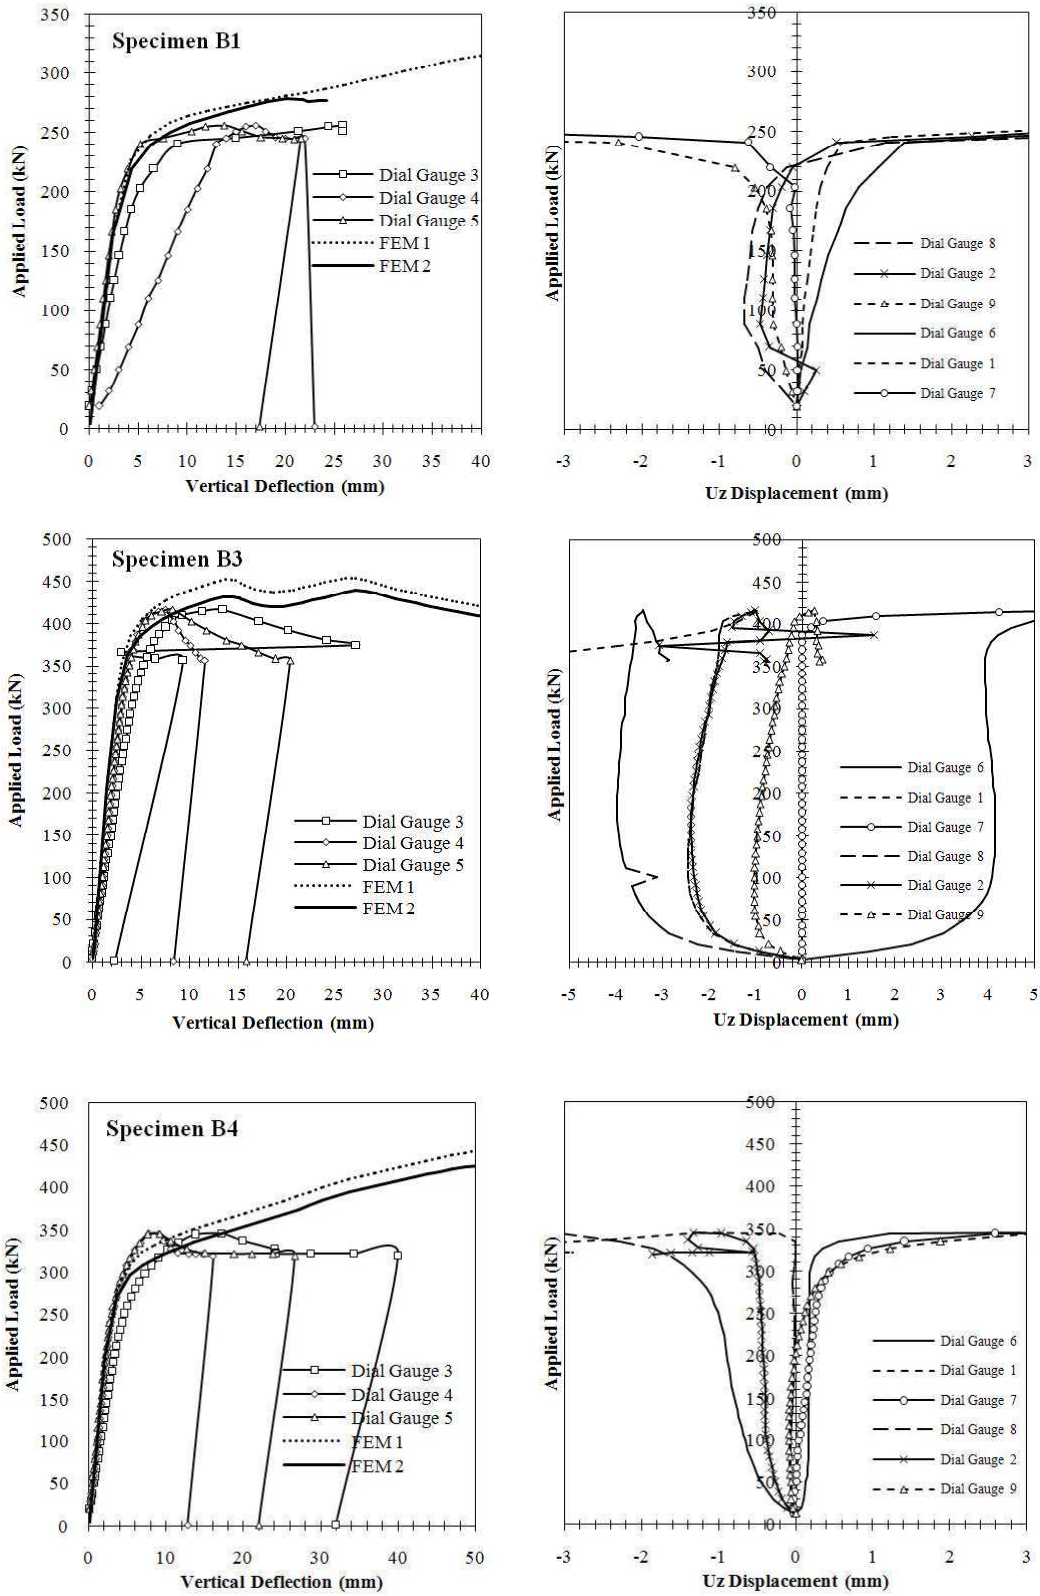 Specimen B1
Applied Load (kN)
350
300
250
200
150
100
50
0
0 5 10 15 20 25 30 35 40
Vertical Deflection (mm)
Dial Gauge 3
Dial Gauge 4
Dial Gauge 5
FEM 1
FEM 2
Applied Load (kN)
350
300
250
200
150
100
50
0
-3 -2 -1 0 1 2 3
Uz Displacement (mm)
Dial Gauge 8
Dial Gauge 2
Dial Gauge 9
Dial Gauge 6
Dial Gauge 1
Dial Gauge 7
Specimen B3
Applied Load (kN)
500
450
400
350
300
250
200
150
100
50
0
0 5 10 15 20 25 30 35 40
Vertical Deflection (mm)
Dial Gauge 3
Dial Gauge 4
Dial Gauge 5
FEM 1
FEM 2
Applied Load (kN)
500
450
400
350
300
250
200
150
100
50
0
-5 -4 -3 -2 -1 0 1 2 3 4 5
Uz Displacement (mm)
Dial Gauge 6
Dial Gauge 1
Dial Gauge 7
Dial Gauge 8
Dial Gauge 2
Dial Gauge 9
Specimen B4
Applied Load (kN)
500
450
400
350
300
250
200
150
100
50
0
0 10 20 30 40 50
Vertical Deflection (mm)
Dial Gauge 3
Dial Gauge 4
Dial Gauge 5
FEM 1
FEM 2
Applied Load (kN)
500
450
400
350
300
250
200
150
100
50
0
-3 -2 -1 0 1 2 3
Uz Displacement (mm)
Dial Gauge 6
Dial Gauge 1
Dial Gauge 7
Dial Gauge 8
Dial Gauge 2
Dial Gauge 9